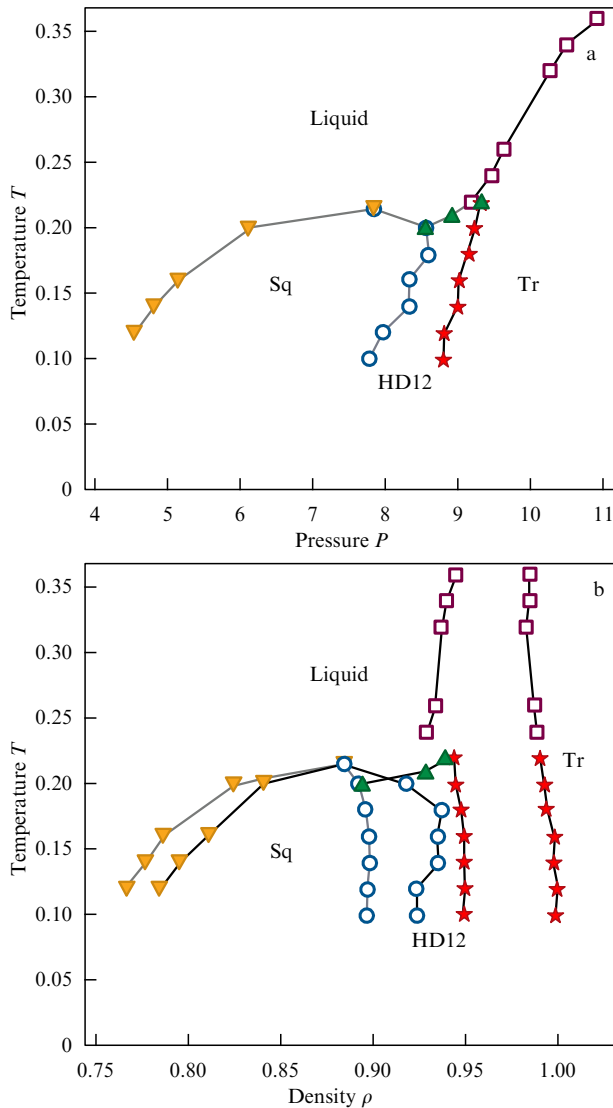 0.35
a
0.30
Liquid
0.25
Temperature T
0.20
Sq
Tr
0.15
0.10
HD12
0.05
0
4 5 6 7 8 9 10 11
Pressure P
b
0.35
0.30
Liquid
0.25
Tr
Temperature T
0.20
Sq
0.15
0.10
HD12
0.05
0
0.75 0.80 0.85 0.90 0.95 1.00
Density ρ